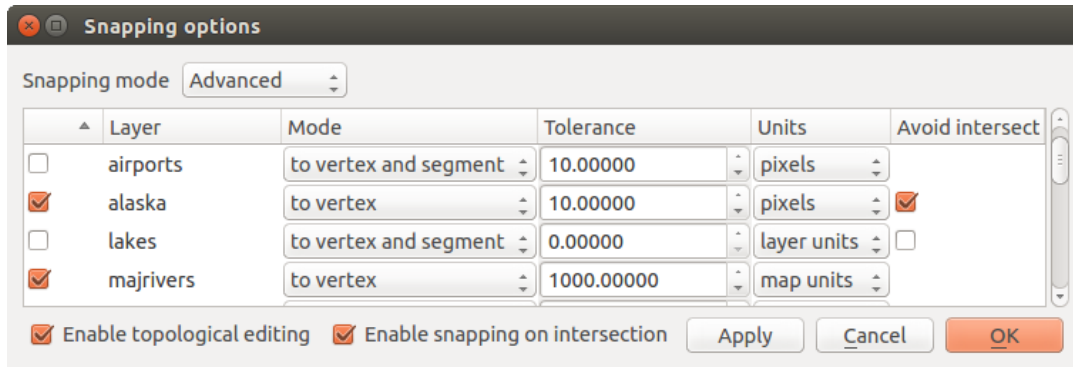 Snapping options
Snapping mode Advanced
Layer Mode Tolerance Units Avoid intersect
airports to vertex and segment 10.00000 pixels
alaska to vertex 10.00000 pixels
lakes to vertex and segment 0.00000 layer units
majrivers to vertex 1000.00000 map units
Enable topological editing Enable snapping on intersection Apply Cancel OK